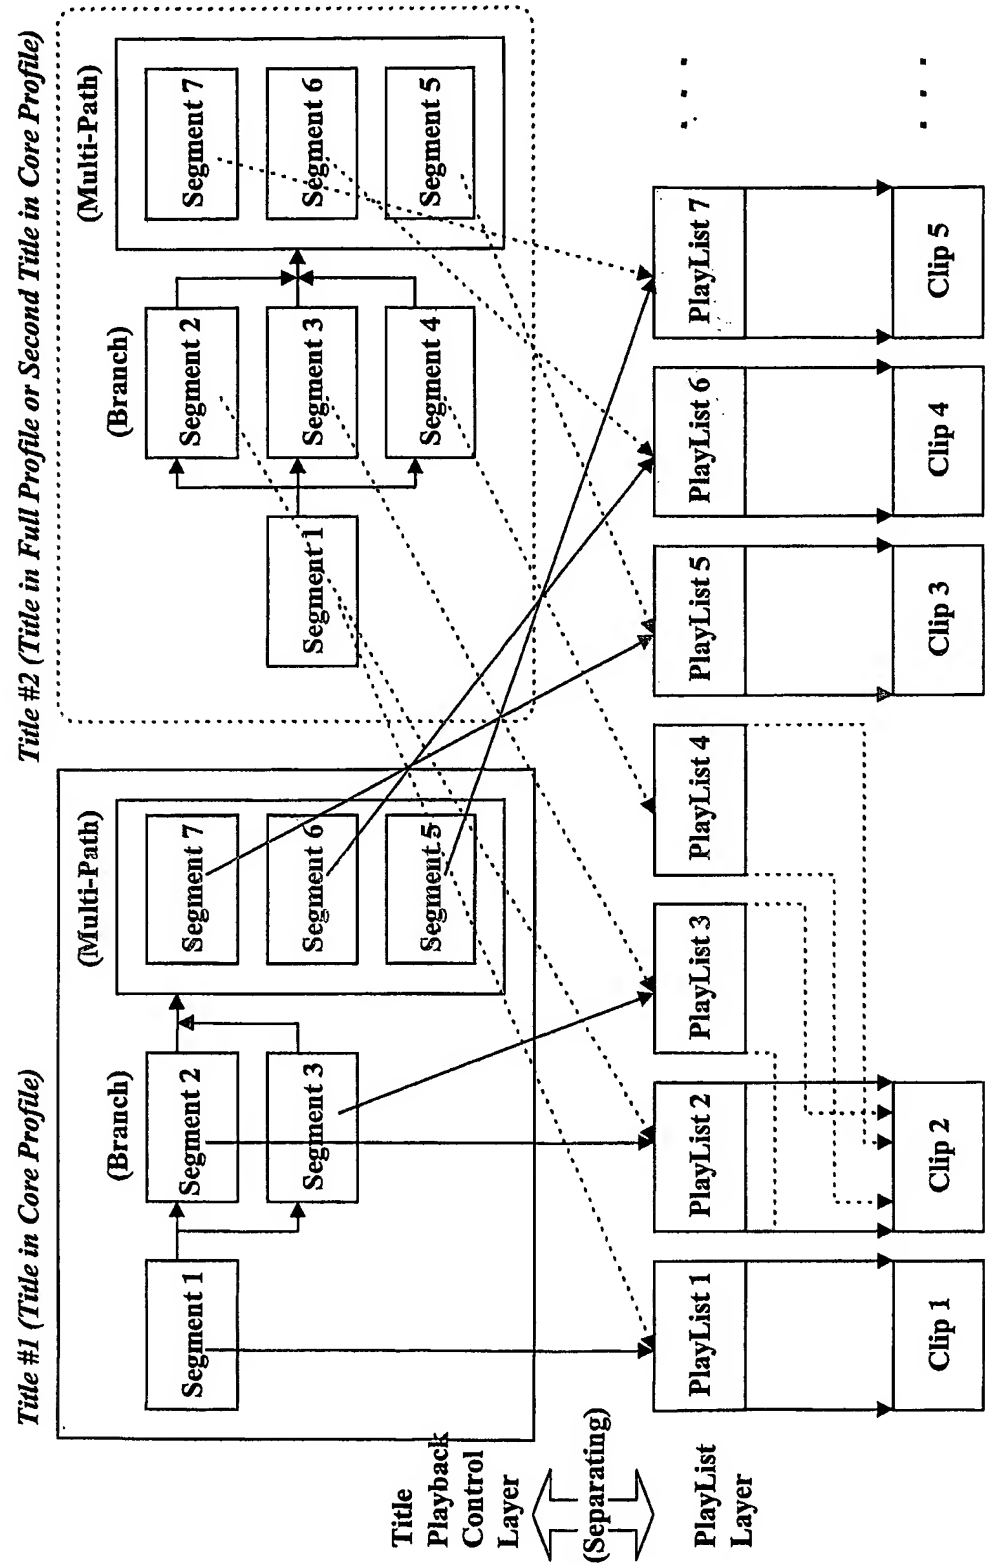 Title #1 (Title in Core Profile)
Title #2 (Title in Full Profile or Second Title in Core Profile)
(Branch)
(Multi-Path)
Segment 1
Segment 2
Segment 3
Segment 7
Segment 6
Segment 5
(Branch)
(Multi-Path)
Segment 1
Segment 2
Segment 3
Segment 4
Segment 7
Segment 6
Segment 5
Title
Playback
Control
Layer
(Separating)
PlayList
Layer
PlayList 1
PlayList 2
PlayList 3
PlayList 4
PlayList 5
PlayList 6
PlayList 7
. . .
Clip 1
Clip 2
Clip 3
Clip 4
Clip 5
. . .